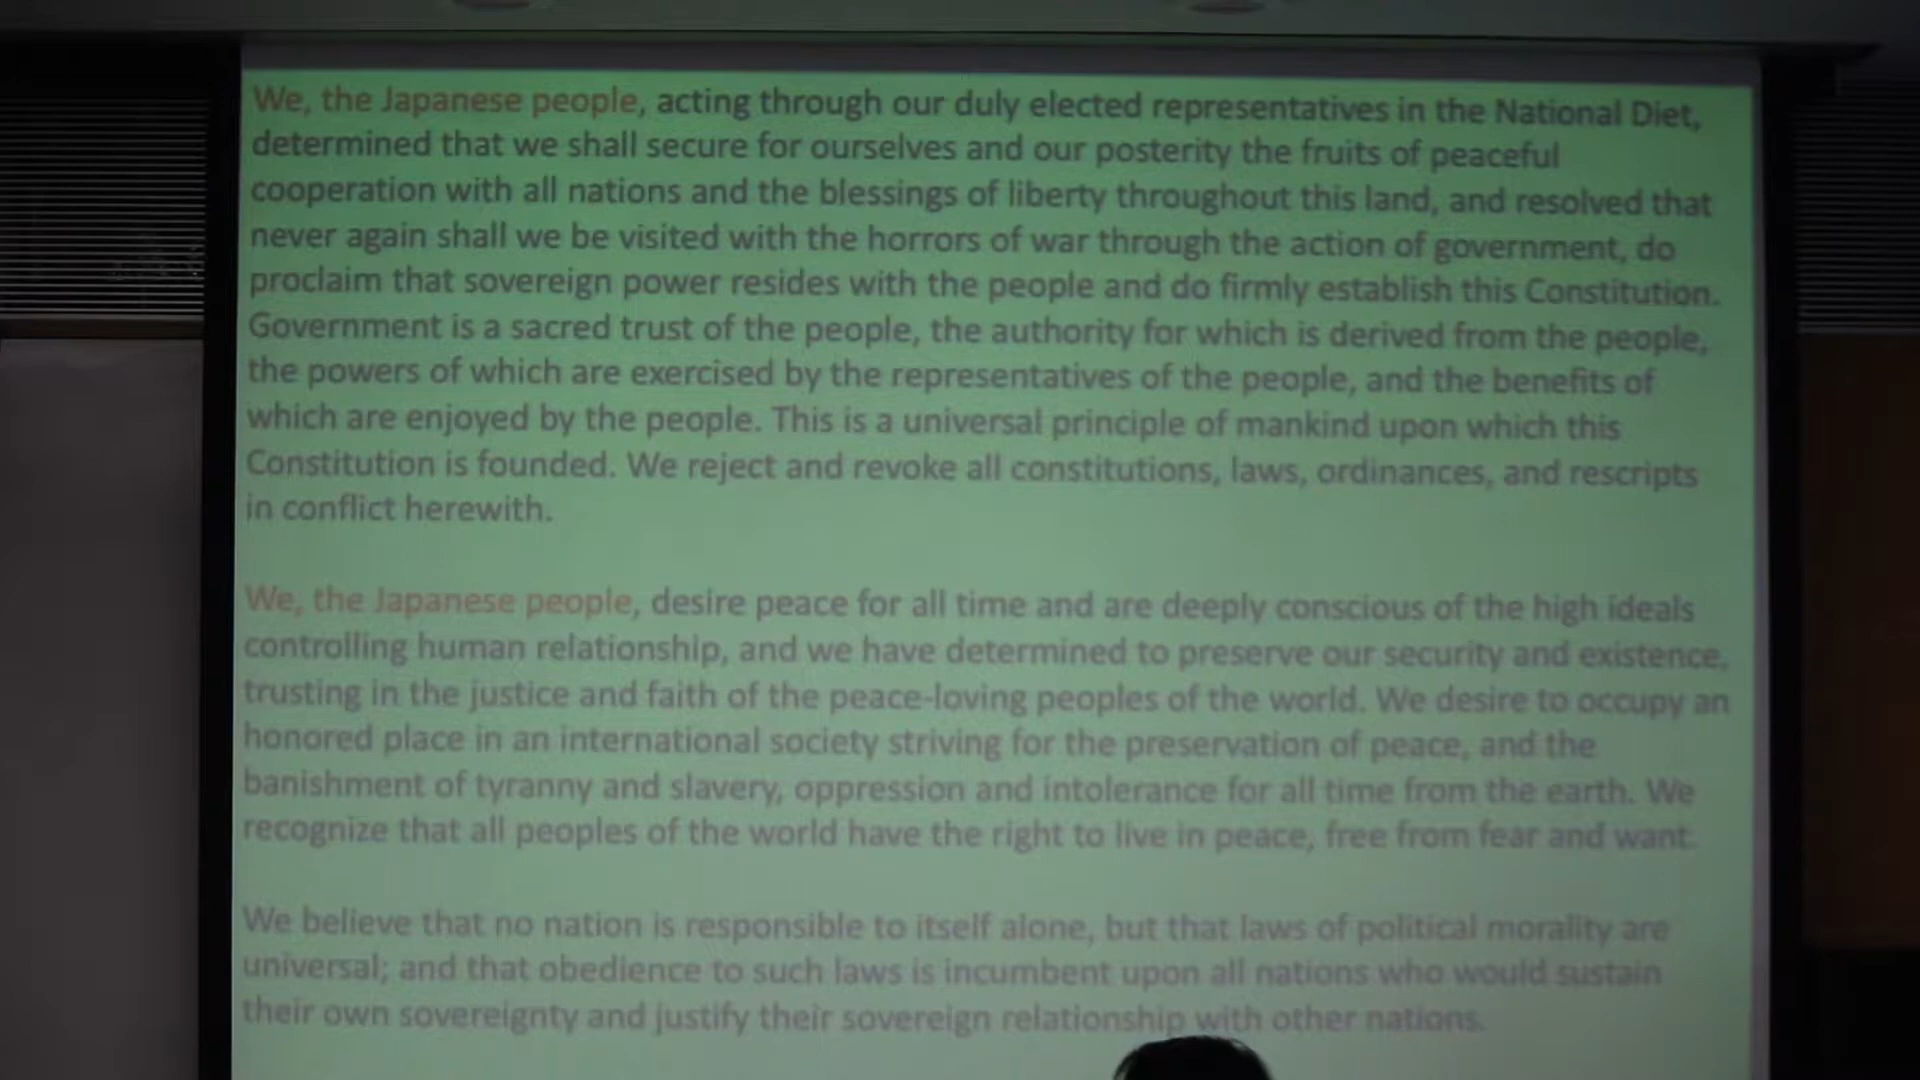 We, the Japanese people, acting through our duly elected representatives in the National Diet,
determined that we shall secure for ourselves and our posterity the fruits of peaceful
cooperation with all nations and the blessings of liberty throughout this land, and resolved that
never again shall we be visited with the horrors of war through the action of government, do
proclaim that sovereign power resides with the people and do firmly establish this Constitution.
Government is a sacred trust of the people, the authority for which is derived from the people,
the powers of which are exercised by the representatives of the people, and the benefits of
which are enjoyed by the people. This is a universal principle of mankind upon which this
Constitution is founded. We reject and revoke all constitutions, laws, ordinances, and rescripts
in conflict herewith.
We, the Japanese people, desire peace for all time and are deeply conscious of the high ideals
controlling human relationship, and we have determined to preserve our security and existence,
trusting in the justice and faith of the peace-loving peoples of the world. We desire to occupy an
honored place in an international society striving for the preservation of peace, and the
banishment of tyranny and slavery, oppression and intolerance for all time from the earth. We
recognize that all peoples of the world have the right to live in peace, free from fear and want.
We believe that no nation is responsible to itself alone, but that laws of political morality are
universal; and that obedience to such laws is incumbent upon all nations who would sustain
their own sovereignty and justify their sovereign relationship with other nations.